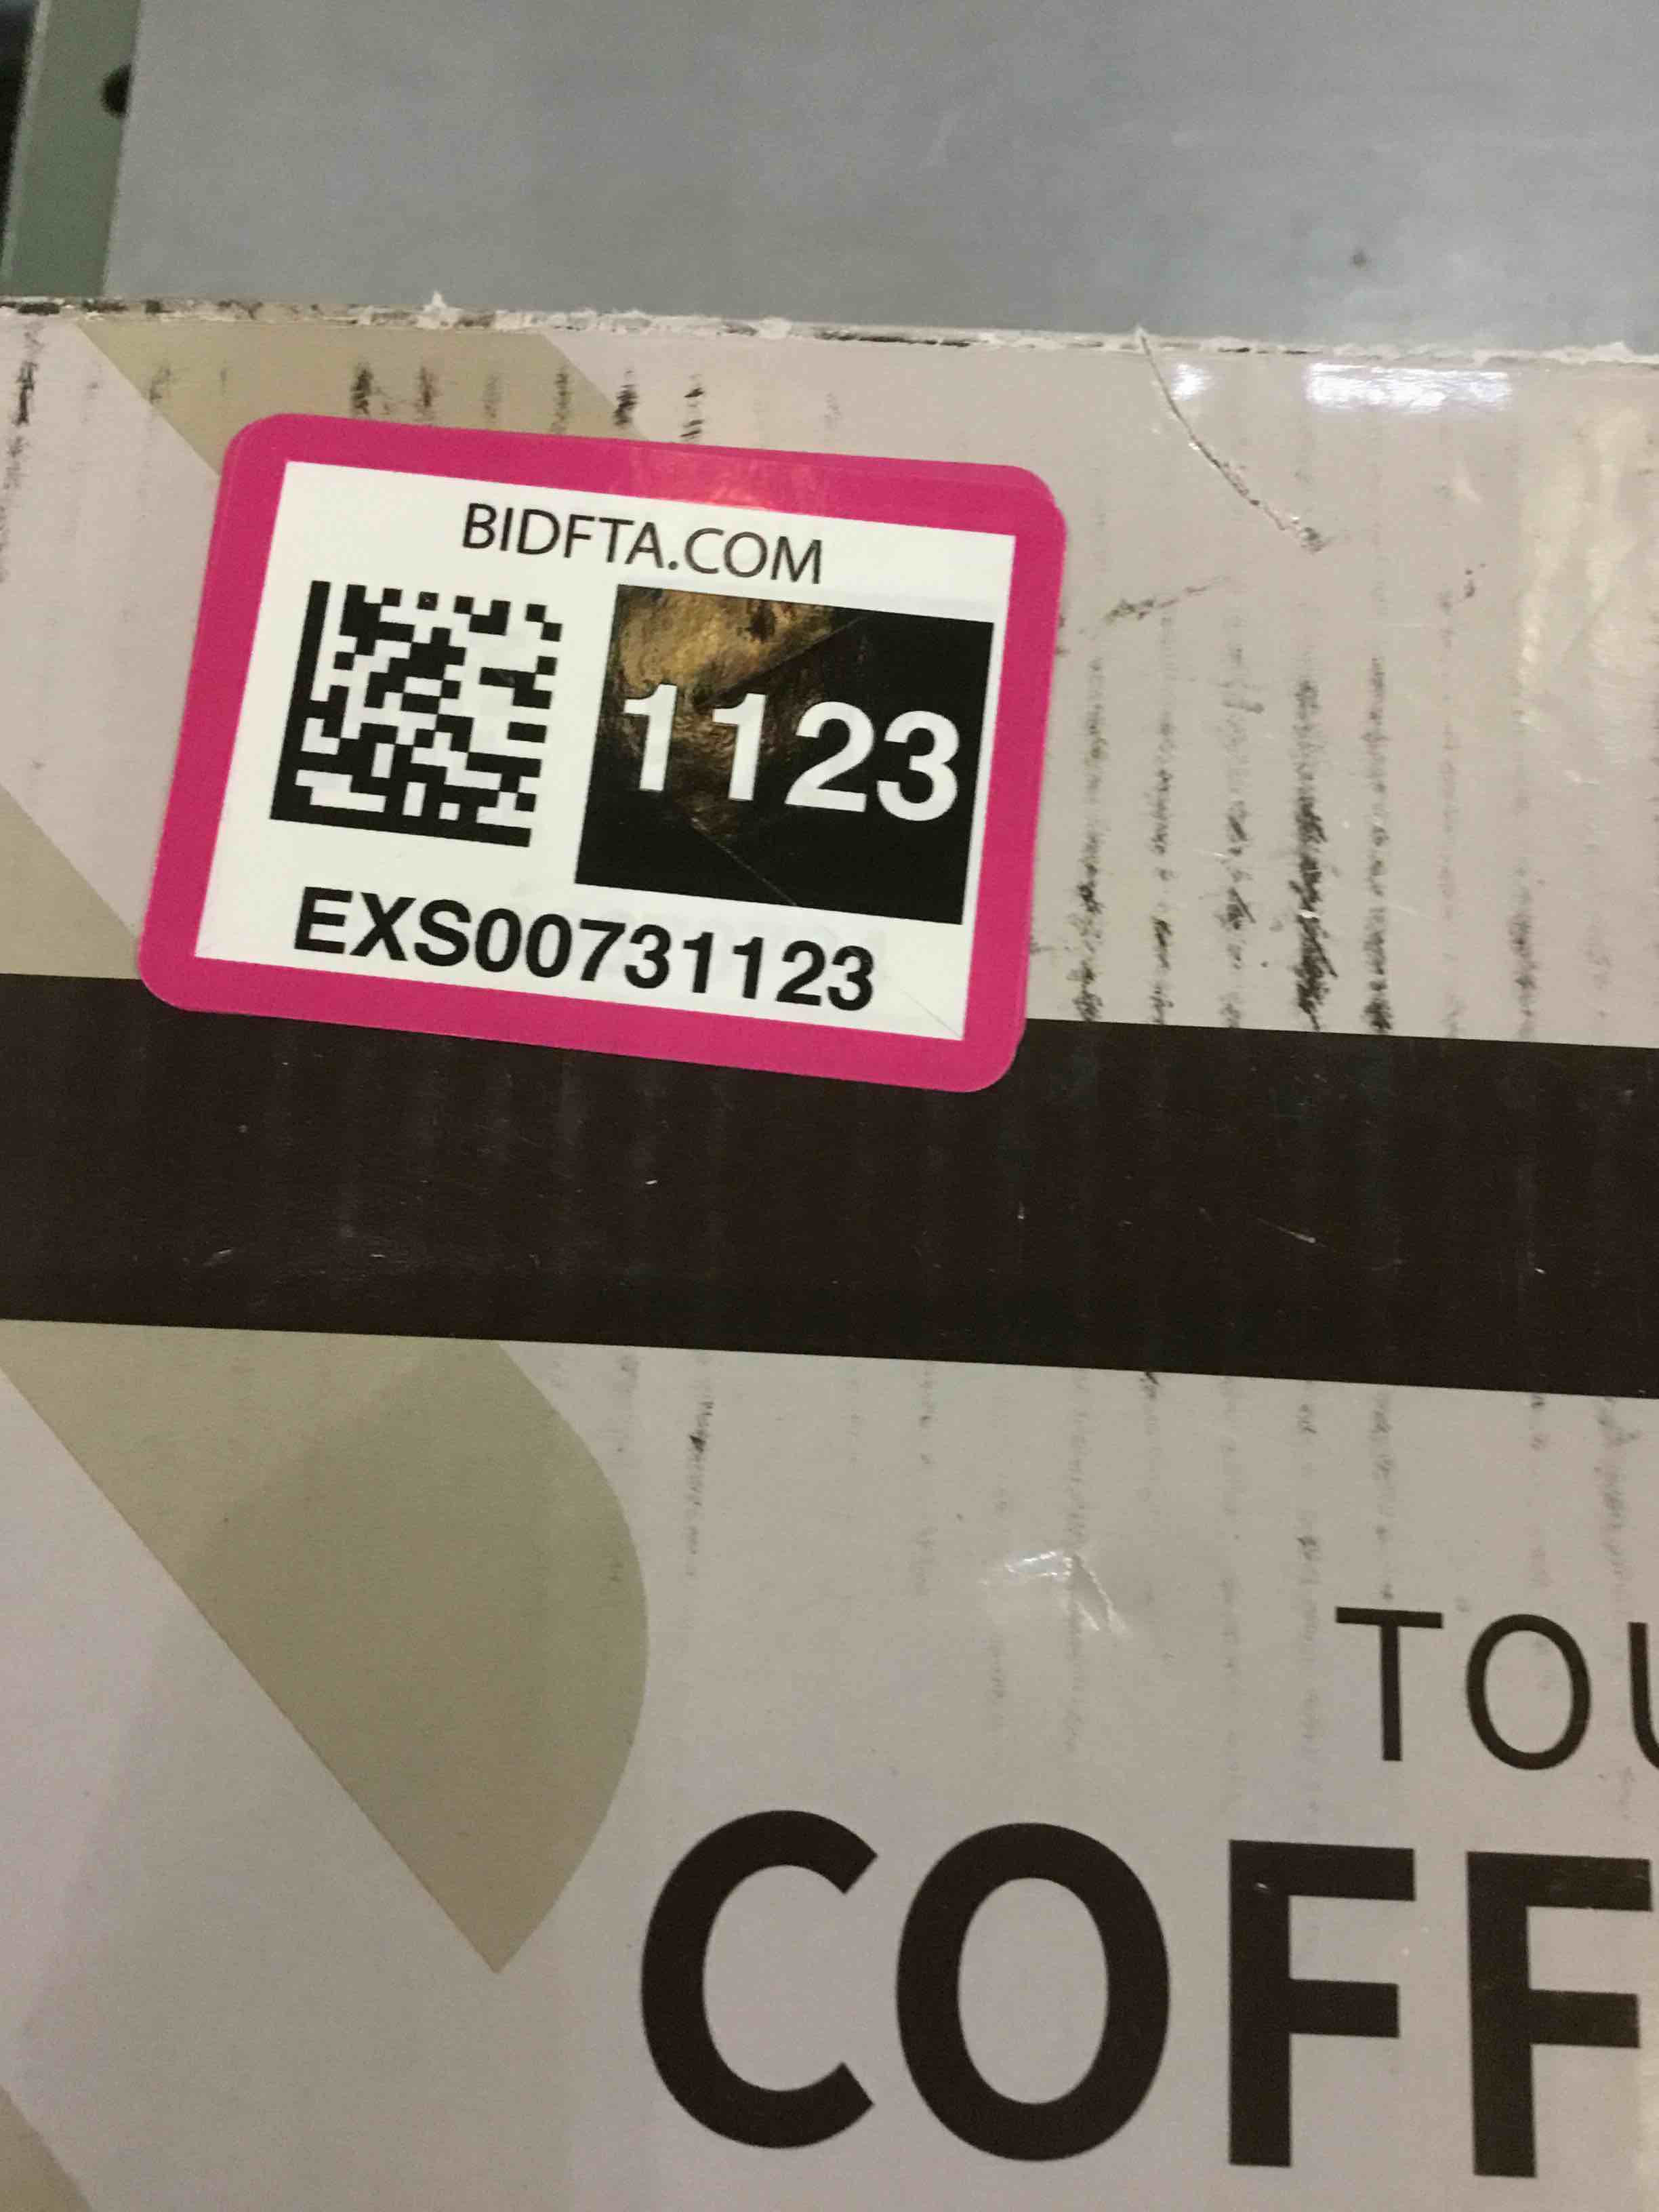 BIDFTA.COM
1123
EXS00731123
TOU
COFF